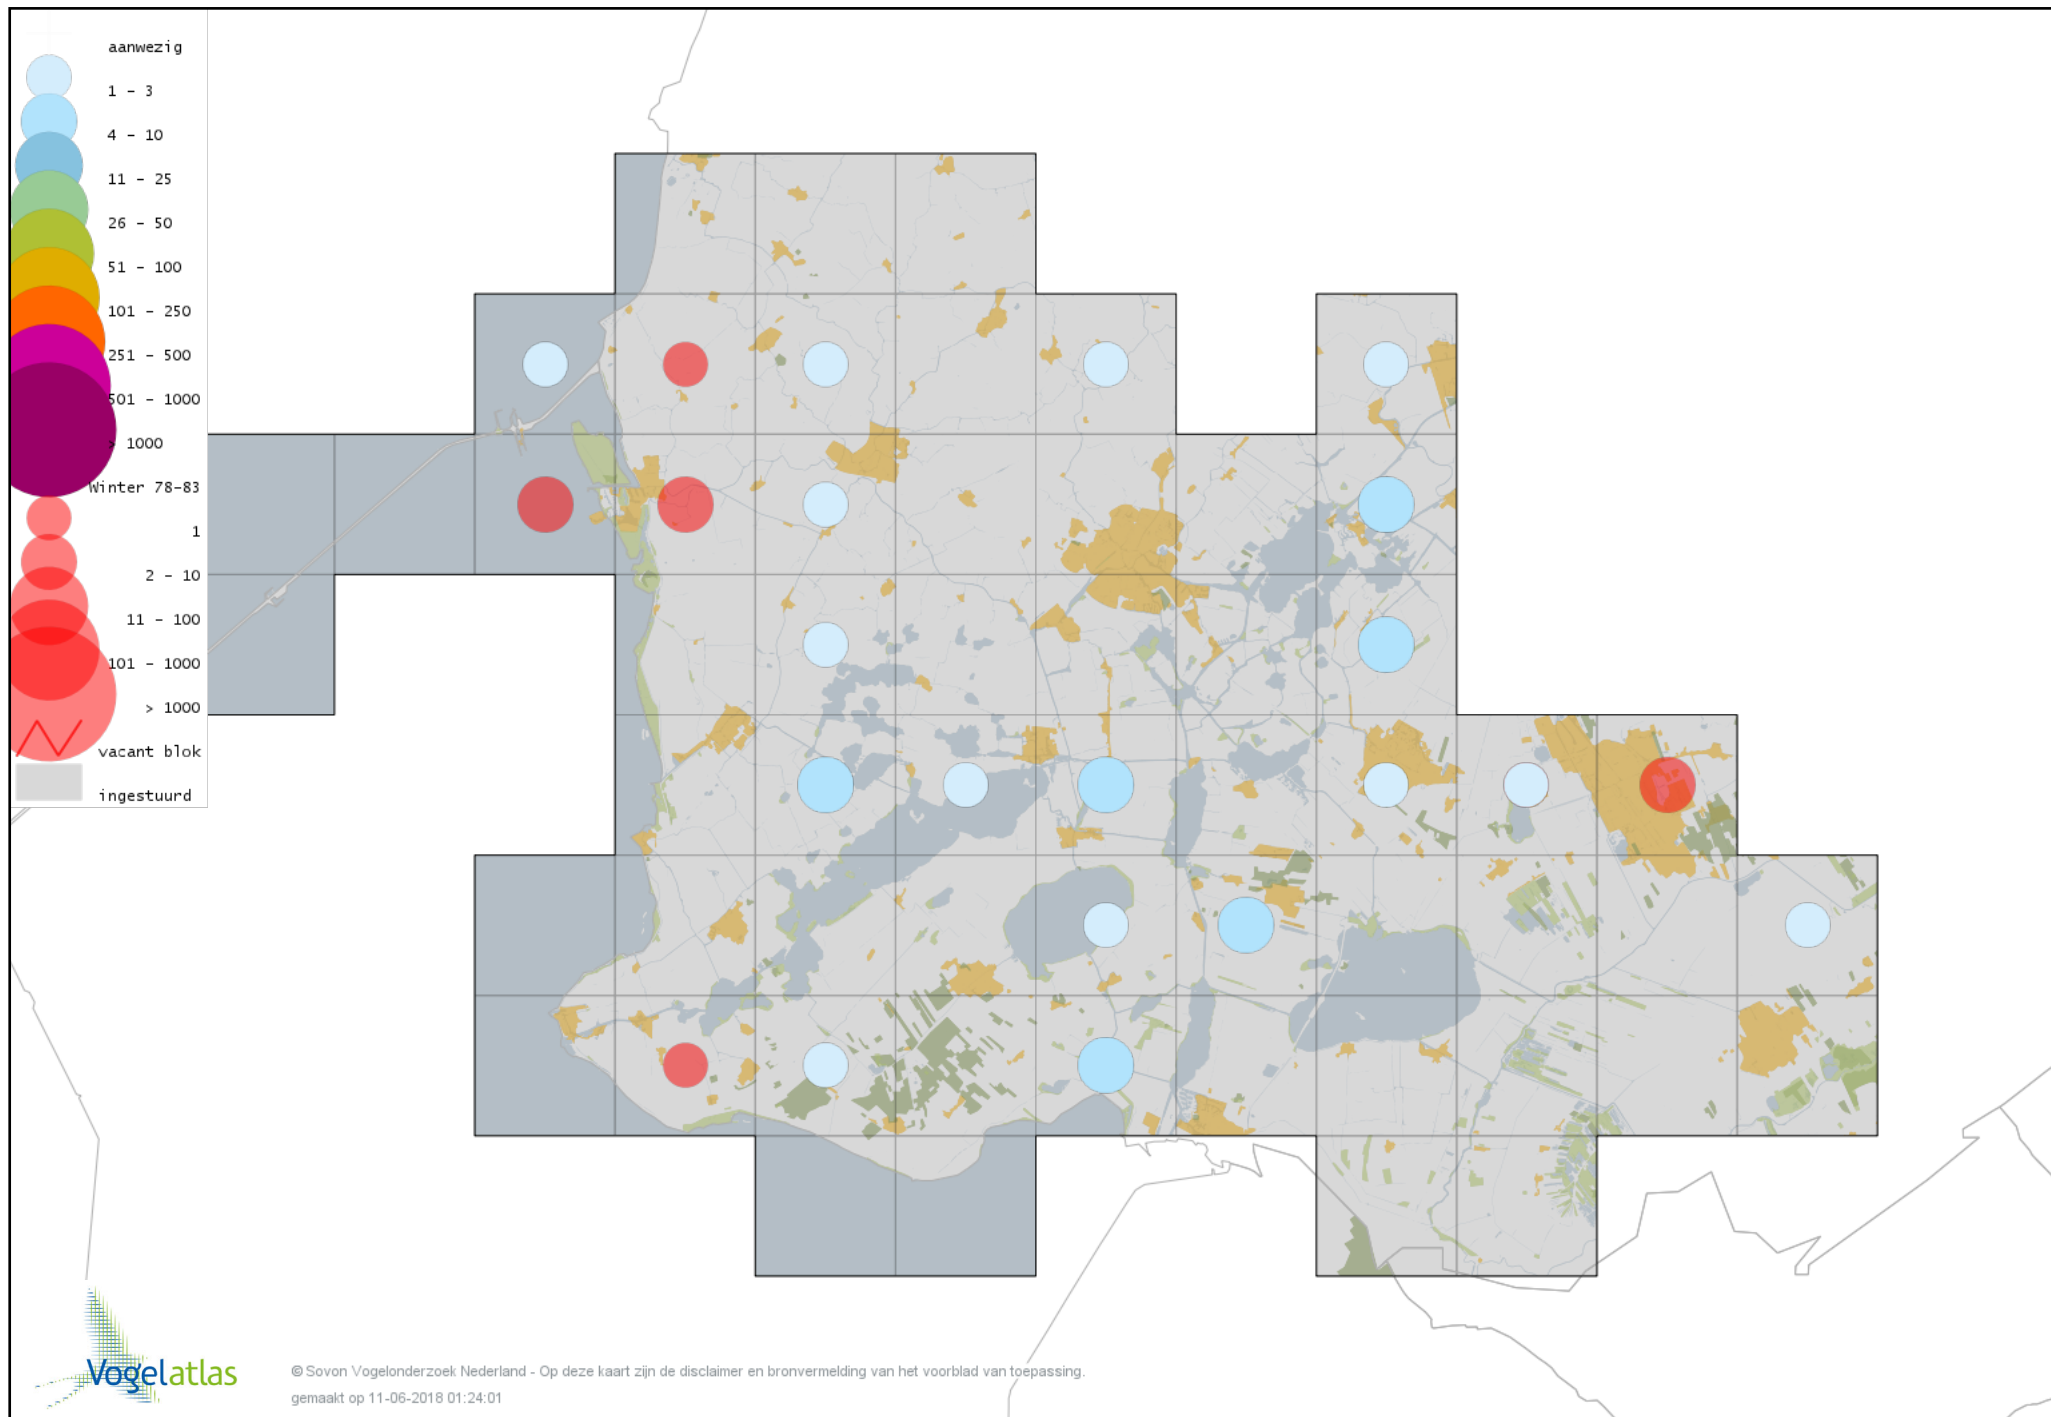 aanwezig
1 - 3
4 - 10
11 - 25
26 - 50
51 - 100
101 - 250
251 - 500
501 - 1000
> 1000
Winter 78-83
1
2 - 10
11 - 100
101 - 1000
> 1000
vacant blok
ingestuurd
Vogelatlas
© Sovon Vogelonderzoek Nederland - Op deze kaart zijn de disclaimer en bronvermelding van het voorblad van toepassing.
gemaakt op 11-06-2018 01:24:01